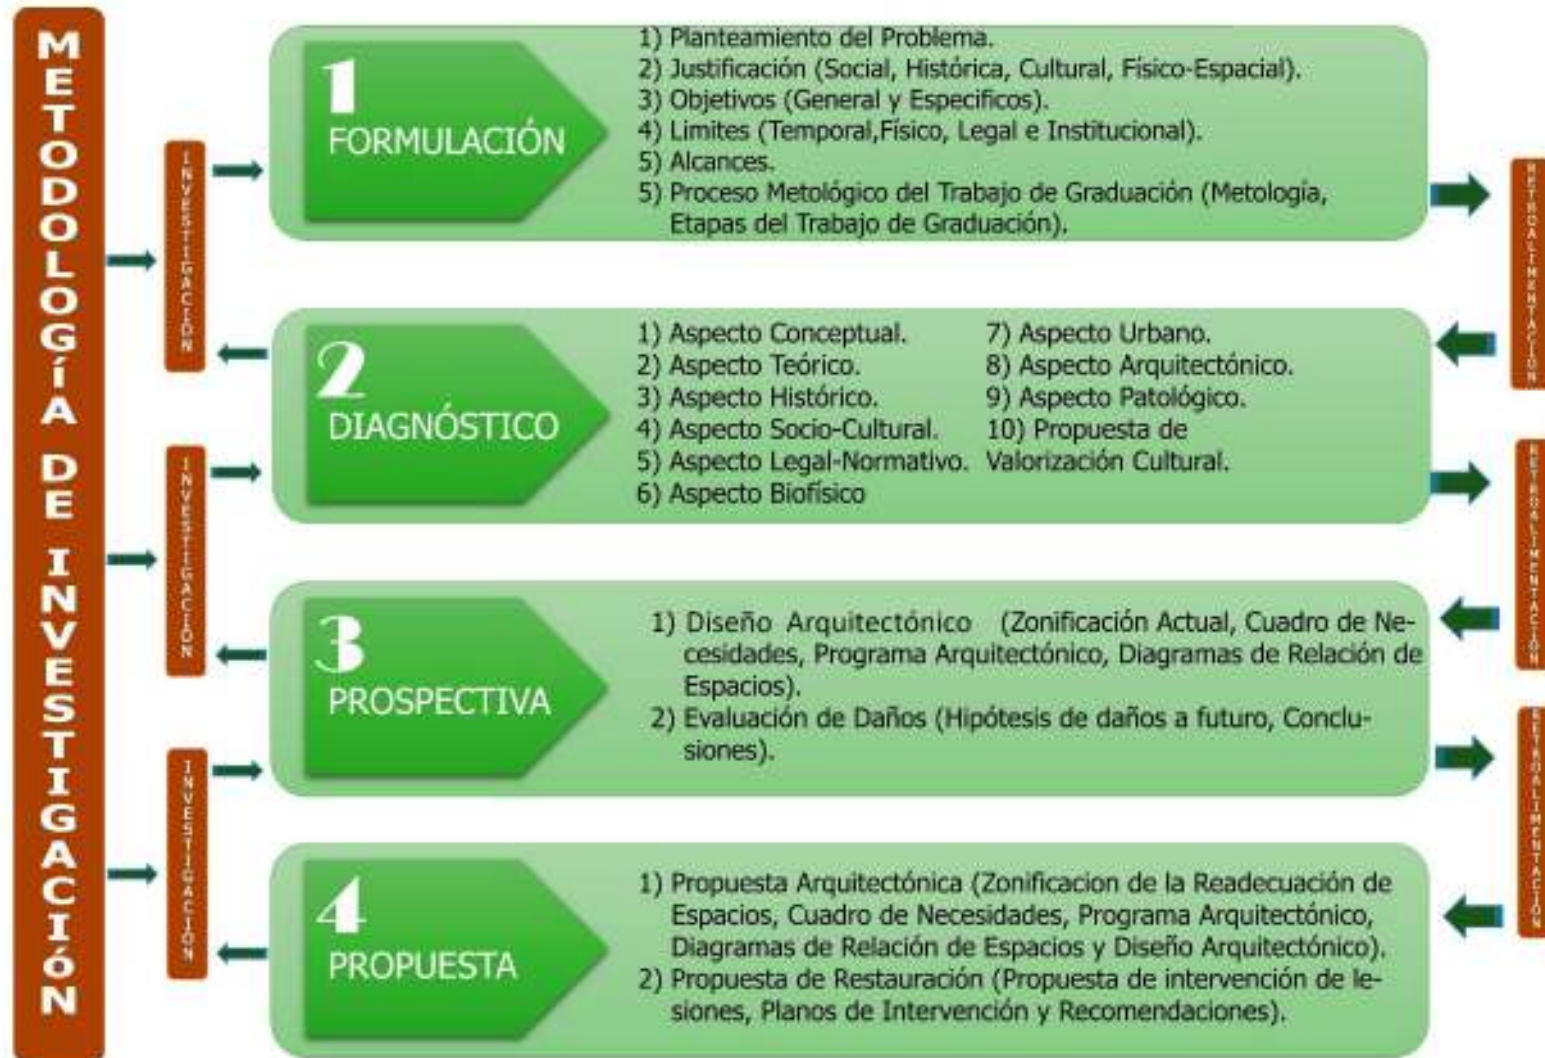 METODOLOGÍA DE INVESTIGACIÓN
INVESTIGACIÓN
INVESTIGACIÓN
INVESTIGACIÓN
1
FORMULACIÓN
1) Planteamiento del Problema.
2) Justificación (Social, Histórica, Cultural, Físico-Espacial).
3) Objetivos (General y Especificos).
4) Limites (Temporal,Físico, Legal e Institucional).
5) Alcances.
5) Proceso Metológico del Trabajo de Graduación (Metología,
Etapas del Trabajo de Graduación).
2
DIAGNÓSTICO
1) Aspecto Conceptual.
2) Aspecto Teórico.
3) Aspecto Histórico.
4) Aspecto Socio-Cultural.
5) Aspecto Legal-Normativo.
6) Aspecto Biofísico
7) Aspecto Urbano.
8) Aspecto Arquitectónico.
9) Aspecto Patológico.
10) Propuesta de
Valorización Cultural.
3
PROSPECTIVA
1) Diseño Arquitectónico (Zonificación Actual, Cuadro de Ne-
cesidades, Programa Arquitectónico, Diagramas de Relación de
Espacios).
2) Evaluación de Daños (Hipótesis de daños a futuro, Conclu-
siones).
4
PROPUESTA
1) Propuesta Arquitectónica (Zonificacion de la Readecuación de
Espacios, Cuadro de Necesidades, Programa Arquitectónico,
Diagramas de Relación de Espacios y Diseño Arquitectónico).
2) Propuesta de Restauración (Propuesta de intervención de le-
siones, Planos de Intervención y Recomendaciones).
RETROALIMENTACIÓN
RETROALIMENTACIÓN
RETROALIMENTACIÓN